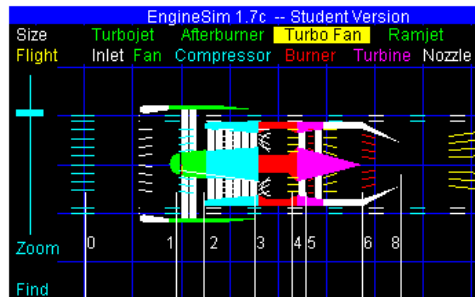 EngineSim 1.7c -- Student Version
Size Turbojet Afterburner Turbo Fan Ramjet
Flight Inlet Fan Compressor Burner Turbine Nozzle
0 1 2 3 4 5 6 8
Zoom
Find